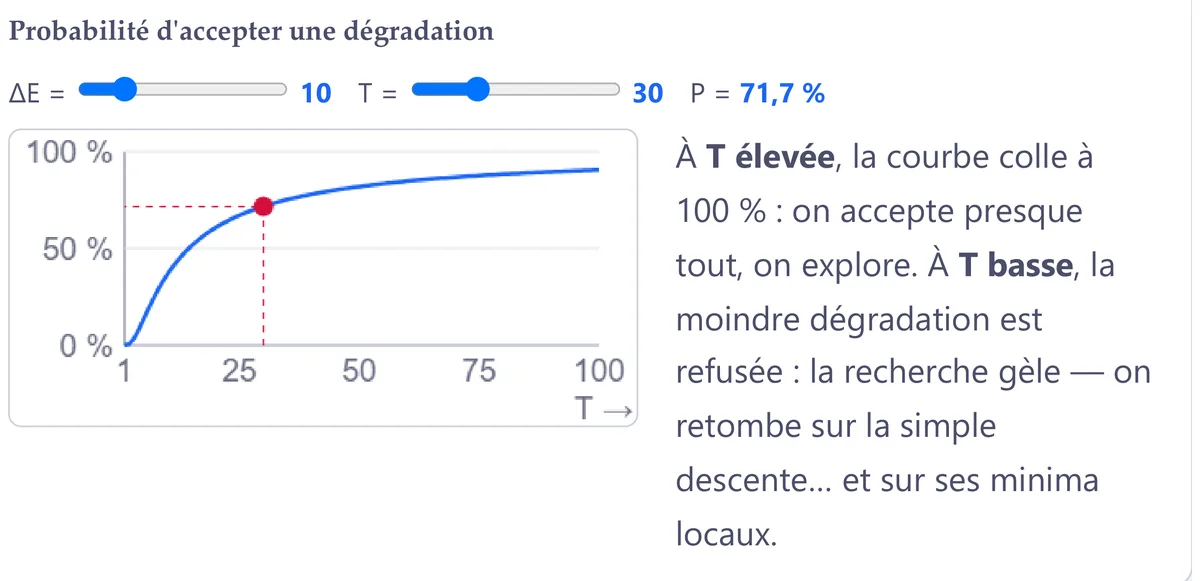 Probabilité d'accepter une dégradation
ΔE = 10 T = 30 P = 71,7 %
100 %
50 %
0 %
1 25 50 75 100
T →
À T élevée, la courbe colle à
100 % : on accepte presque
tout, on explore. À T basse, la
moindre dégradation est
refusée : la recherche gèle — on
retombe sur la simple
descente… et sur ses minima
locaux.